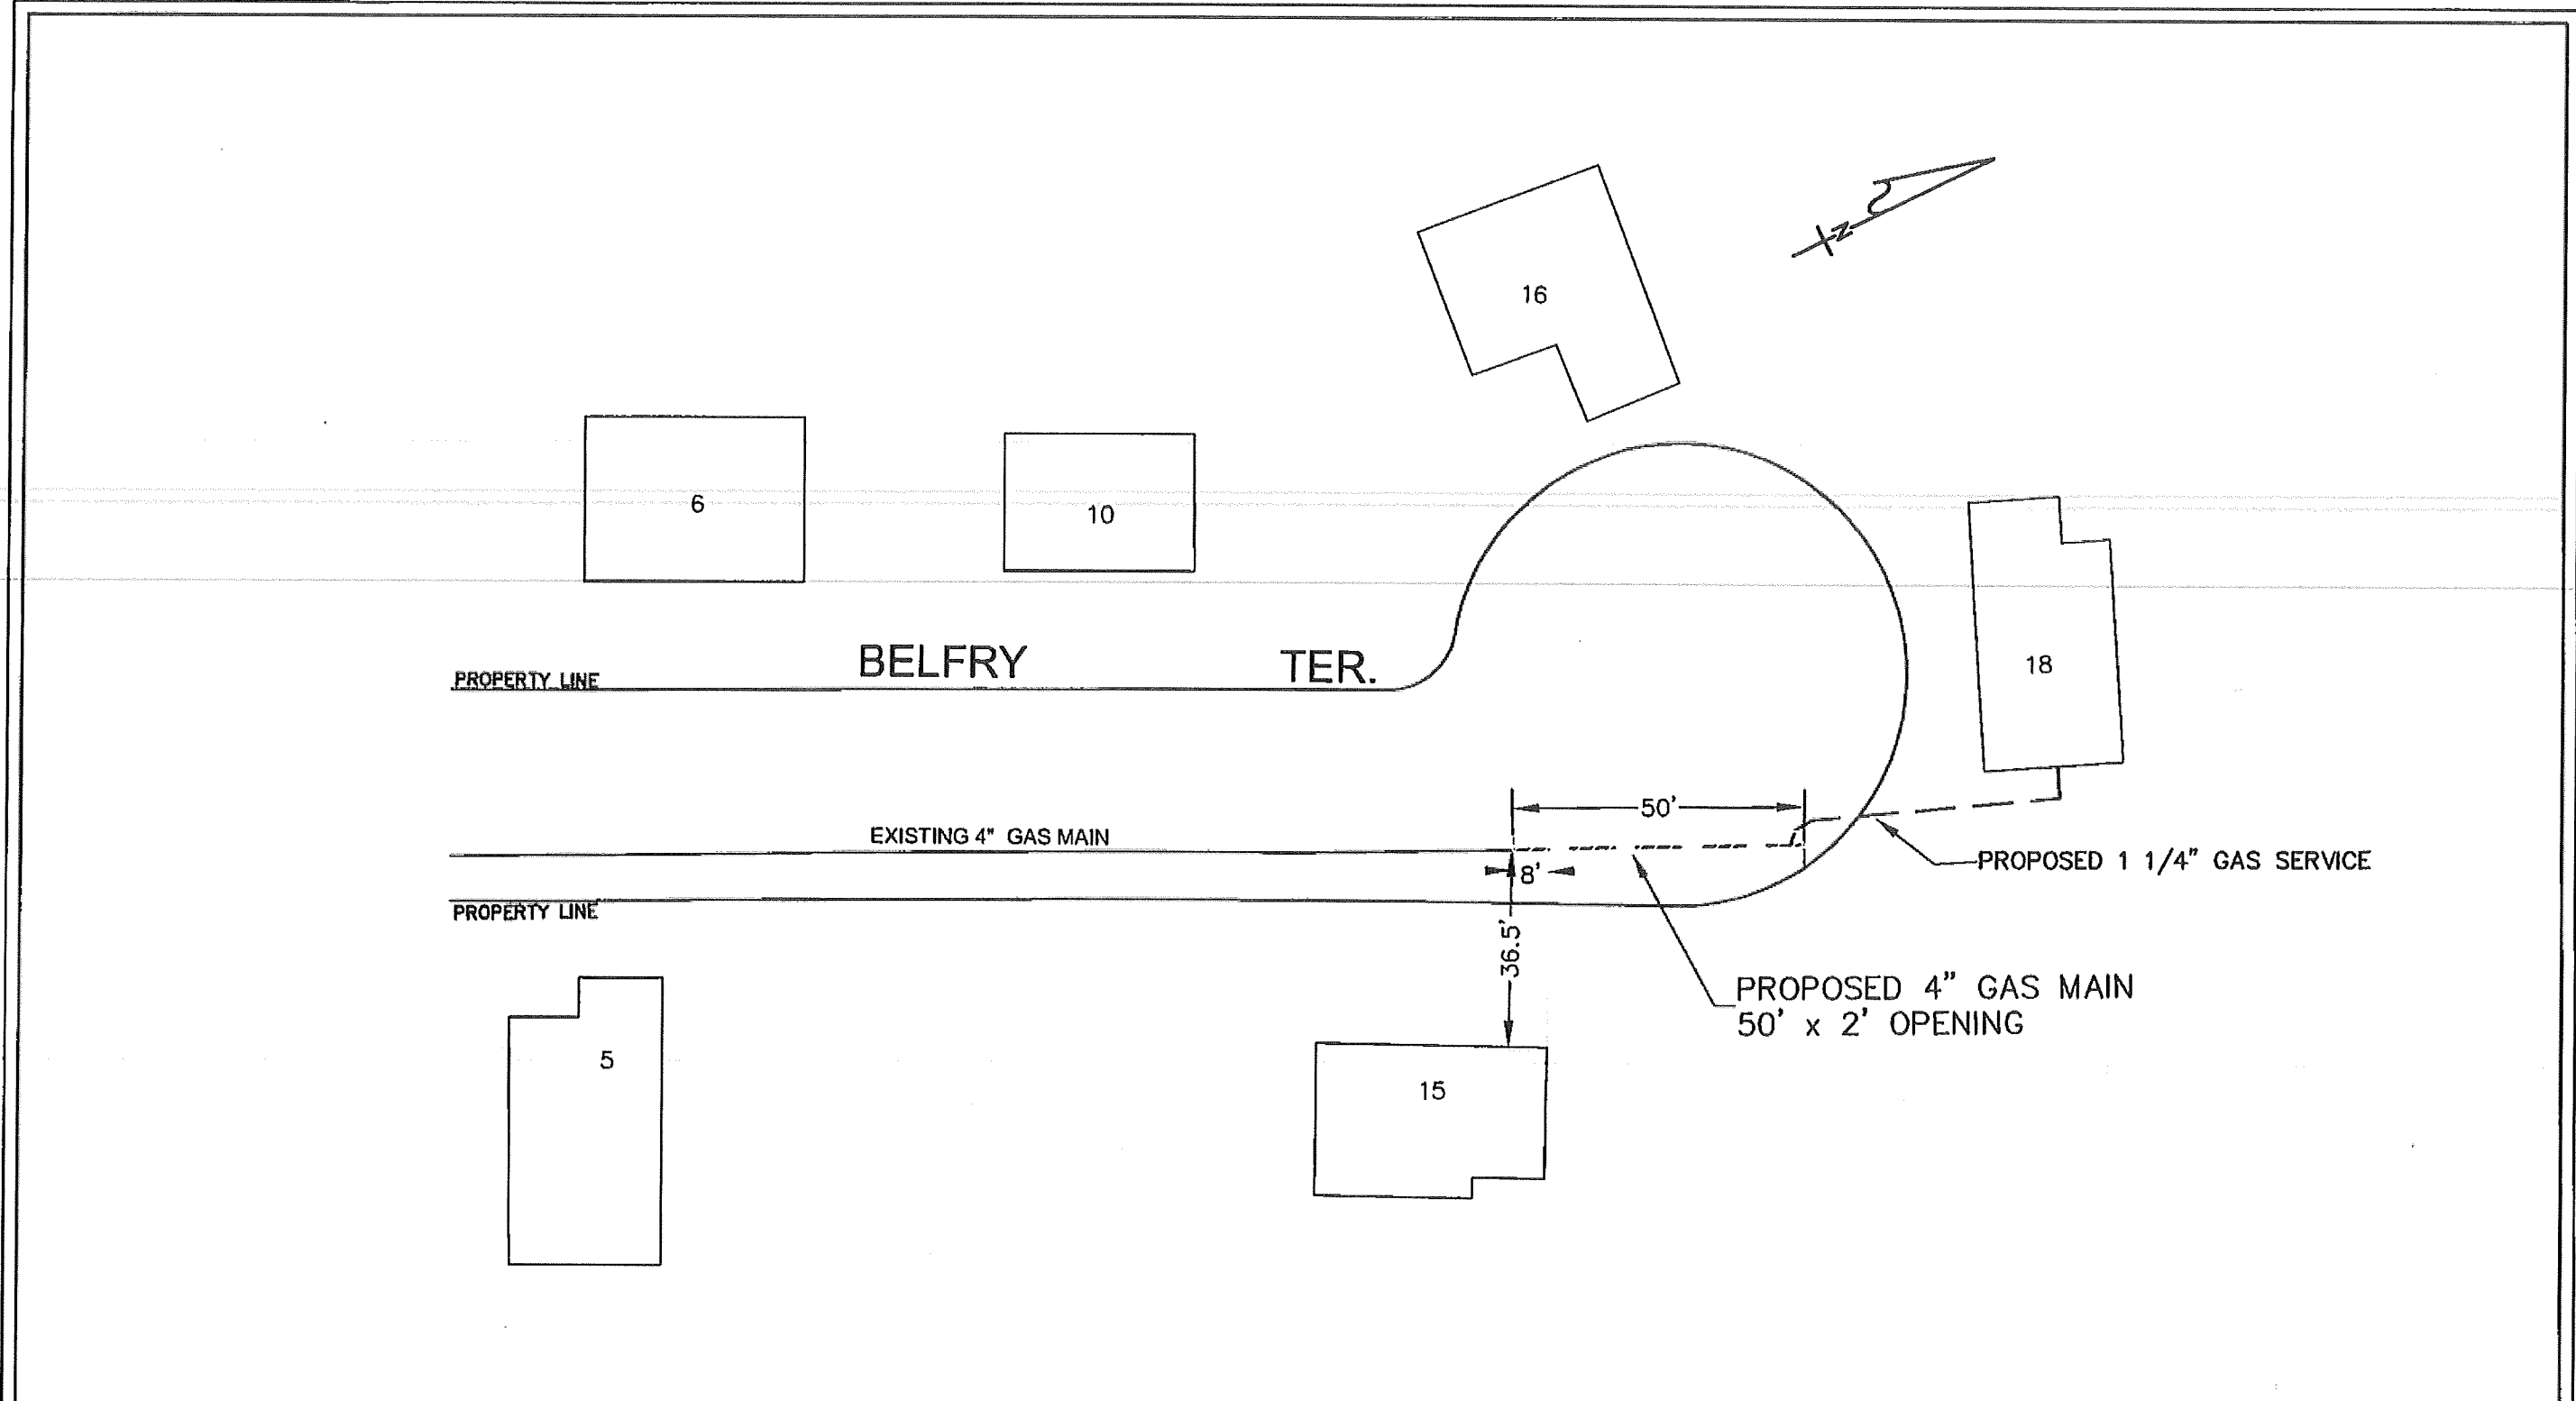 N
16
6
10
18
BELFRY TER.
PROPERTY LINE
50'
EXISTING 4" GAS MAIN
8'
PROPOSED 1 1/4" GAS SERVICE
PROPERTY LINE
36.5'
PROPOSED 4" GAS MAIN
50' x 2' OPENING
5
15